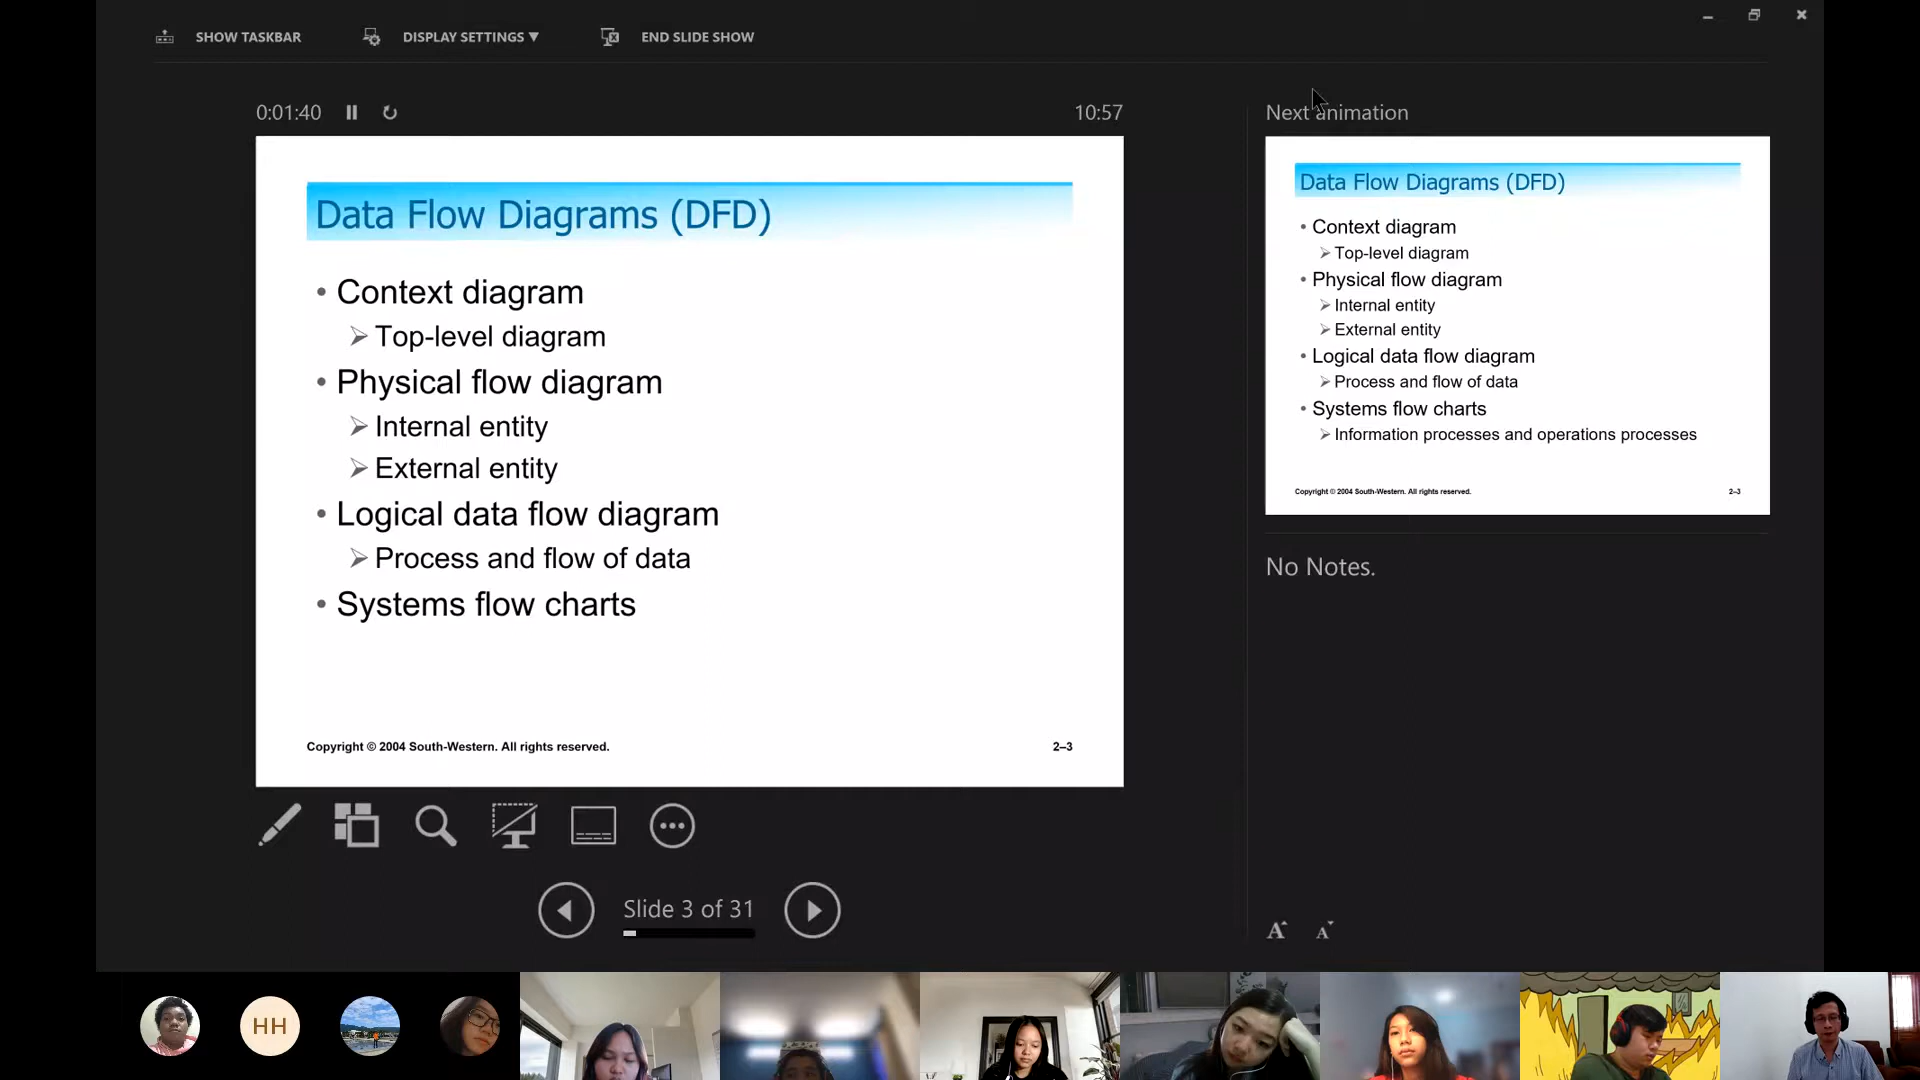 SHOW TASKBAR
DISPLAY SETTINGS ▼
END SLIDE SHOW
0:01:40
10:57
Data Flow Diagrams (DFD)
• Context diagram
➢ Top-level diagram
• Physical flow diagram
➢ Internal entity
➢ External entity
• Logical data flow diagram
➢ Process and flow of data
• Systems flow charts
Copyright © 2004 South-Western. All rights reserved.
2–3
Slide 3 of 31
Next animation
Data Flow Diagrams (DFD)
• Context diagram
➢ Top-level diagram
• Physical flow diagram
➢ Internal entity
➢ External entity
• Logical data flow diagram
➢ Process and flow of data
• Systems flow charts
➢ Information processes and operations processes
Copyright © 2004 South-Western. All rights reserved.
2–3
No Notes.
A
A
HH